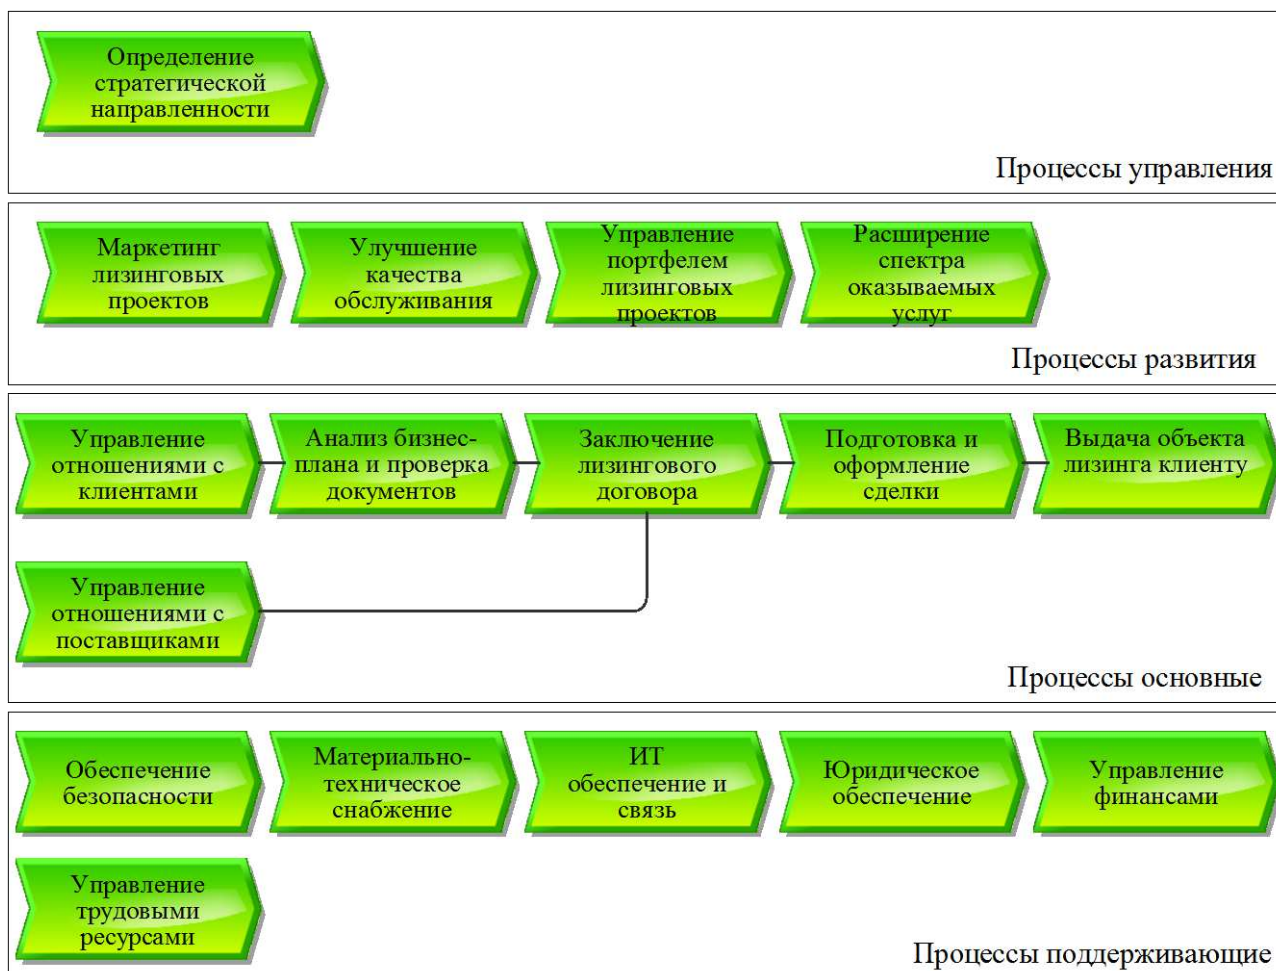 Определение
стратегической
направленности
Процессы управления
Маркетинг
лизинговых
проектов
Улучшение
качества
обслуживания
Управление
портфелем
лизинговых
проектов
Расширение
спектра
оказываемых
услуг
Процессы развития
Управление
отношениями с
клиентами
Анализ бизнес-
плана и проверка
документов
Заключение
лизингового
договора
Подготовка и
оформление
сделки
Выдача объекта
лизинга клиенту
Управление
отношениями с
поставщиками
Процессы основные
Обеспечение
безопасности
Материально-
техническое
снабжение
ИТ
обеспечение и
связь
Юридическое
обеспечение
Управление
финансами
Управление
трудовыми
ресурсами
Процессы поддерживающие